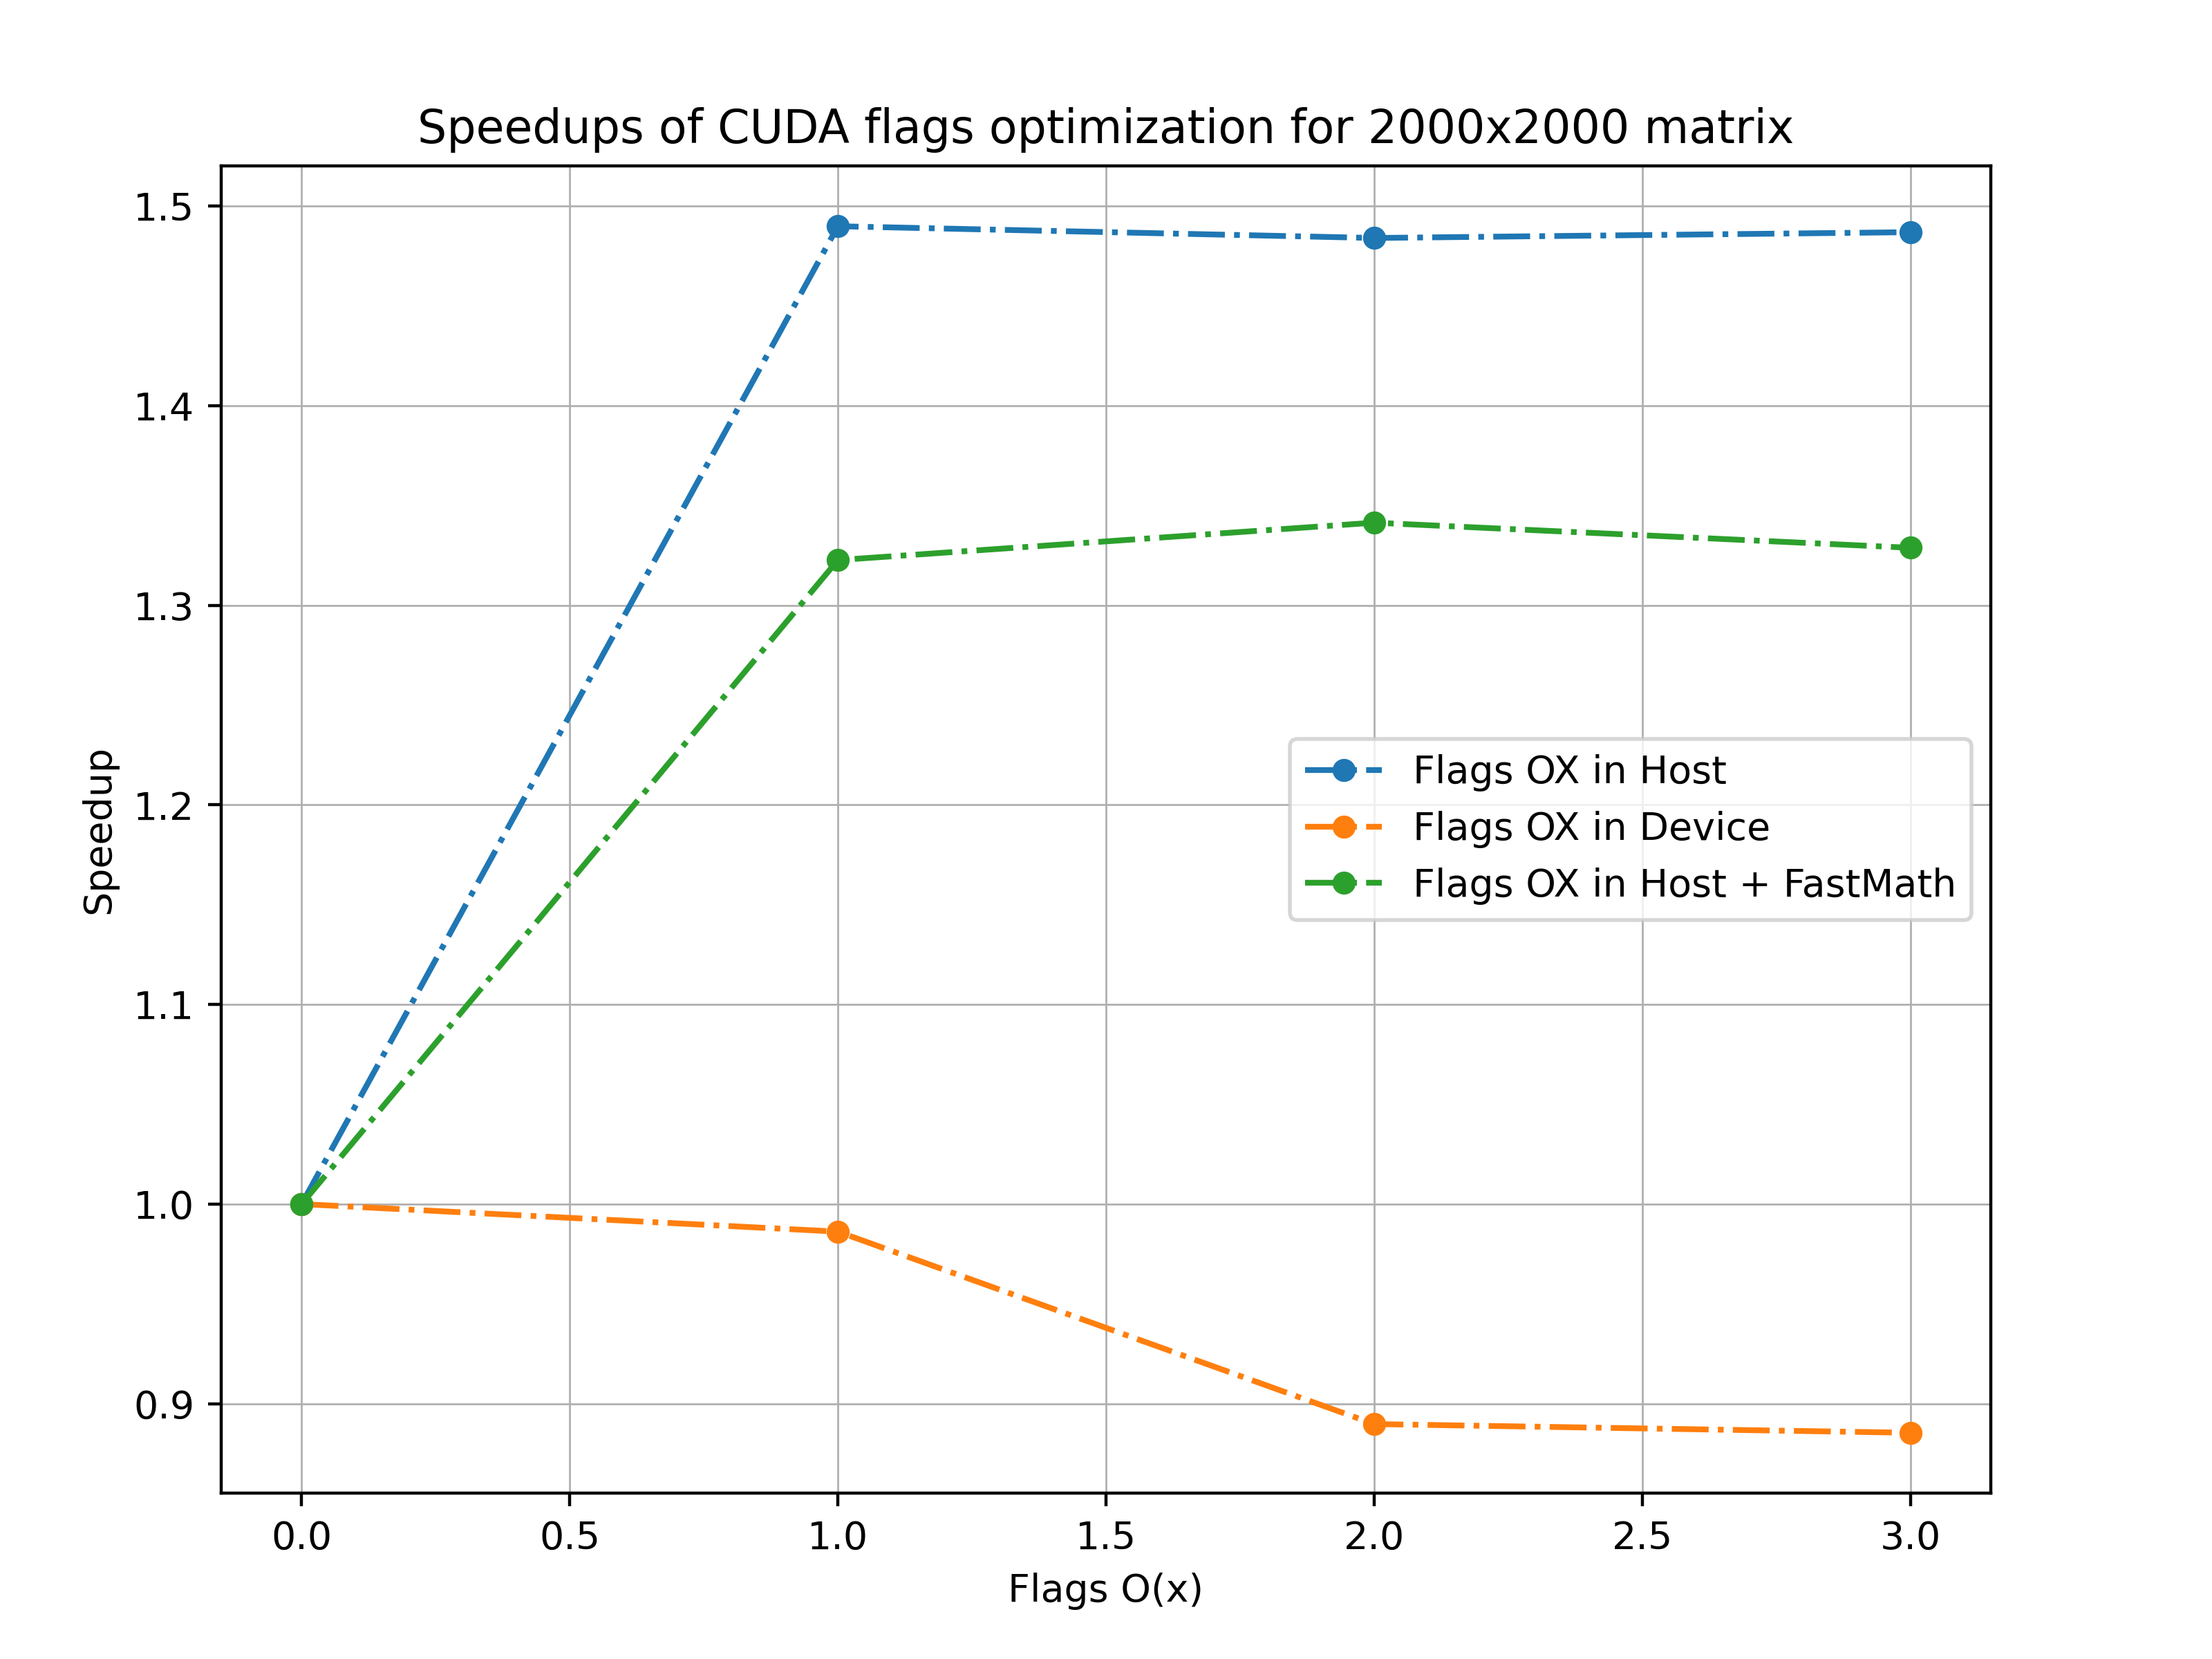 Speedups of CUDA flags optimization for 2000x2000 matrix
1.5
1.4
1.3
1.2
1.1
1.0
0.9
Speedup
Flags OX in Host
Flags OX in Device
Flags OX in Host + FastMath
0.0 0.5 1.0 1.5 2.0 2.5 3.0
Flags O(x)